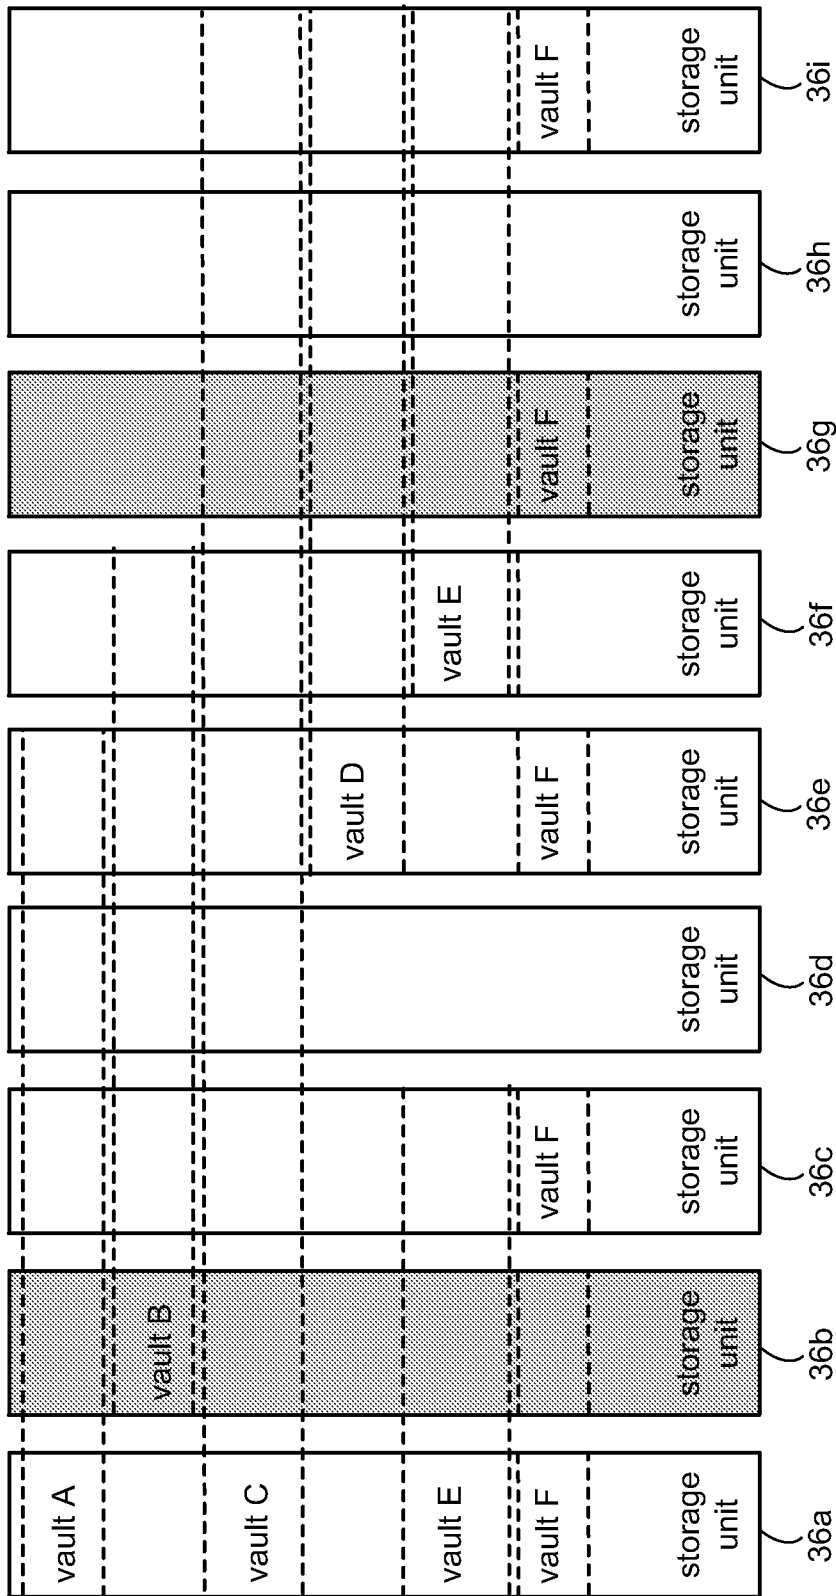 vault A
vault B
vault C
vault D
vault E
vault E
vault F
vault F
vault F
vault F
vault F
storage
unit
storage
unit
storage
unit
storage
unit
storage
unit
storage
unit
storage
unit
storage
unit
storage
unit
36a
36b
36c
36d
36e
36f
36g
36h
36i